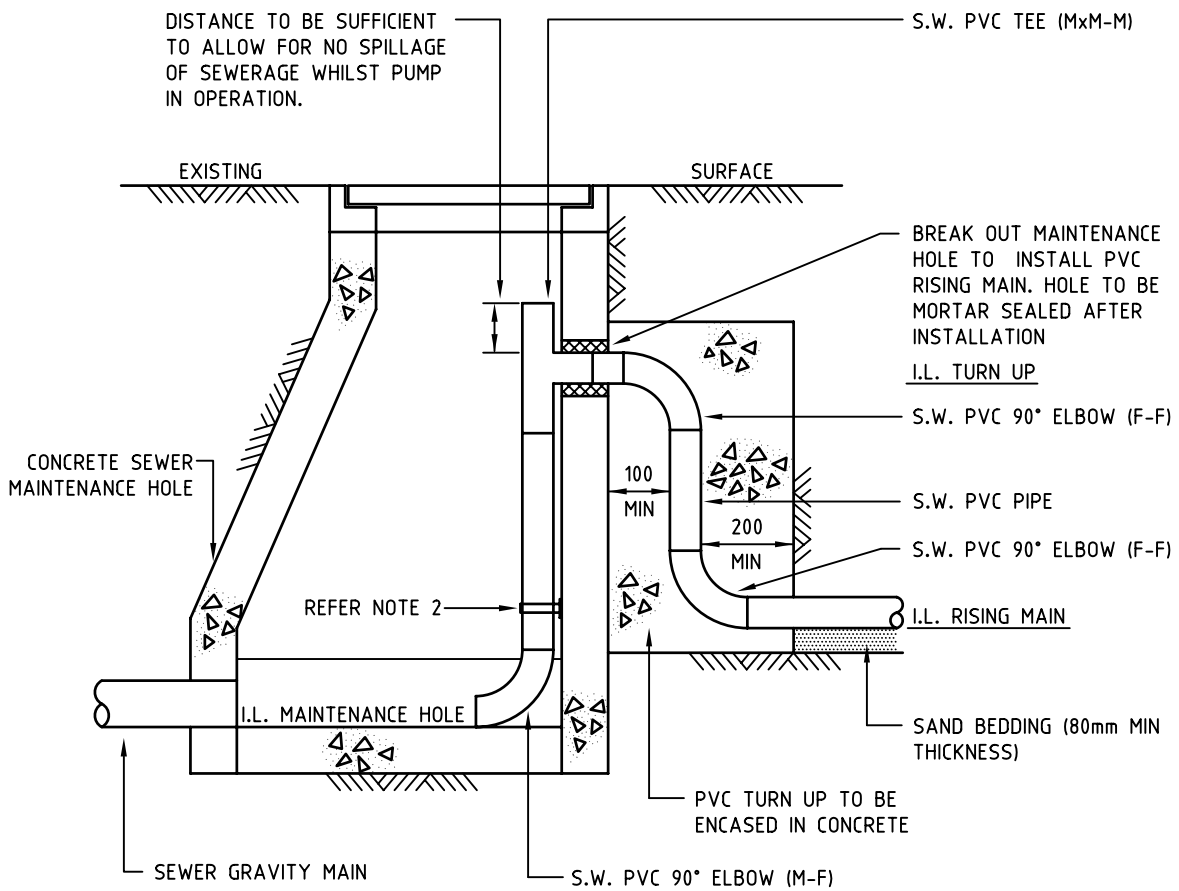 DISTANCE TO BE SUFFICIENT
TO ALLOW FOR NO SPILLAGE
OF SEWERAGE WHILST PUMP
IN OPERATION.
S.W. PVC TEE (MxM-M)
EXISTING
SURFACE
BREAK OUT MAINTENANCE
HOLE TO INSTALL PVC
RISING MAIN. HOLE TO BE
MORTAR SEALED AFTER
INSTALLATION
I.L. TURN UP
S.W. PVC 90° ELBOW (F-F)
CONCRETE SEWER
MAINTENANCE HOLE
100
MIN
S.W. PVC PIPE
200
MIN
S.W. PVC 90° ELBOW (F-F)
REFER NOTE 2
I.L. RISING MAIN
I.L. MAINTENANCE HOLE
SAND BEDDING (80mm MIN
THICKNESS)
PVC TURN UP TO BE
ENCASED IN CONCRETE
SEWER GRAVITY MAIN
S.W. PVC 90° ELBOW (M-F)